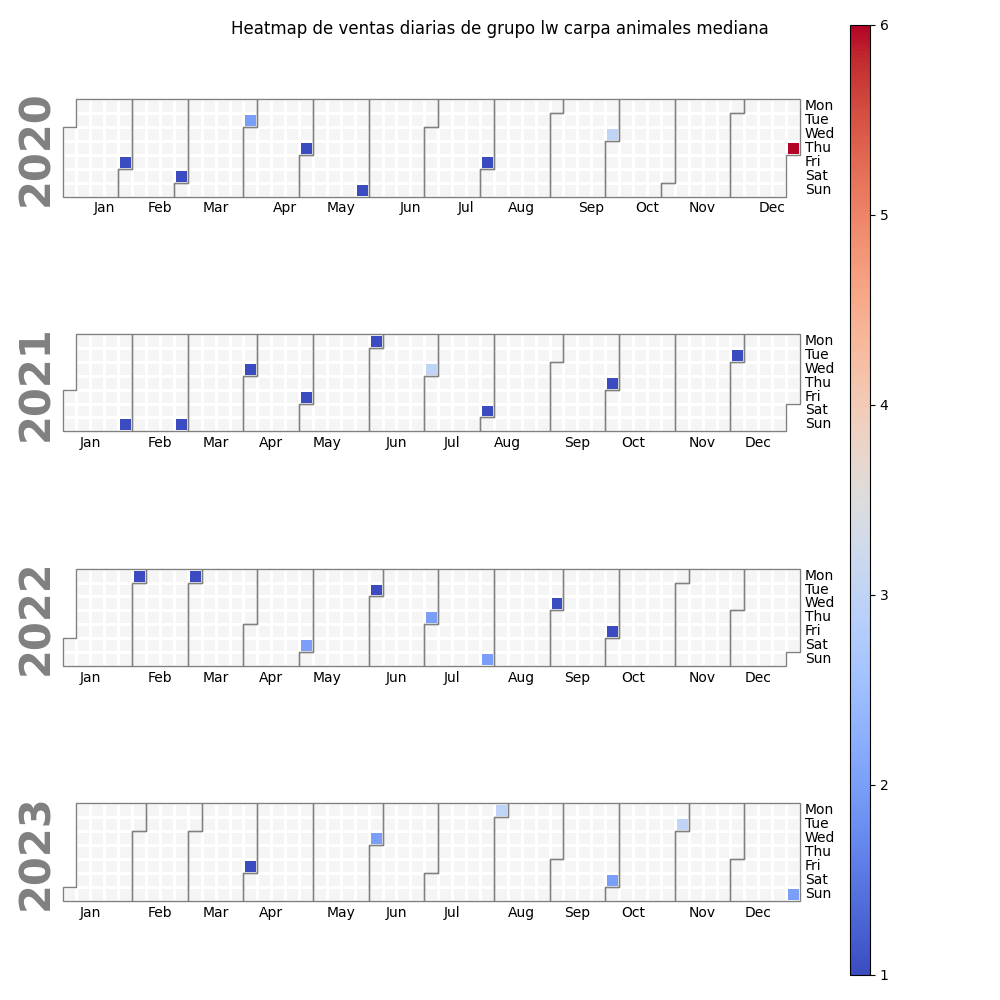 Heatmap de ventas diarias de grupo lw carpa animales mediana
2020
Mon
Tue
Wed
Thu
Fri
Sat
Sun
Jan Feb Mar Apr May Jun Jul Aug Sep Oct Nov Dec
2021
Mon
Tue
Wed
Thu
Fri
Sat
Sun
Jan Feb Mar Apr May Jun Jul Aug Sep Oct Nov Dec
2022
Mon
Tue
Wed
Thu
Fri
Sat
Sun
Jan Feb Mar Apr May Jun Jul Aug Sep Oct Nov Dec
2023
Mon
Tue
Wed
Thu
Fri
Sat
Sun
Jan Feb Mar Apr May Jun Jul Aug Sep Oct Nov Dec
6
5
4
3
2
1